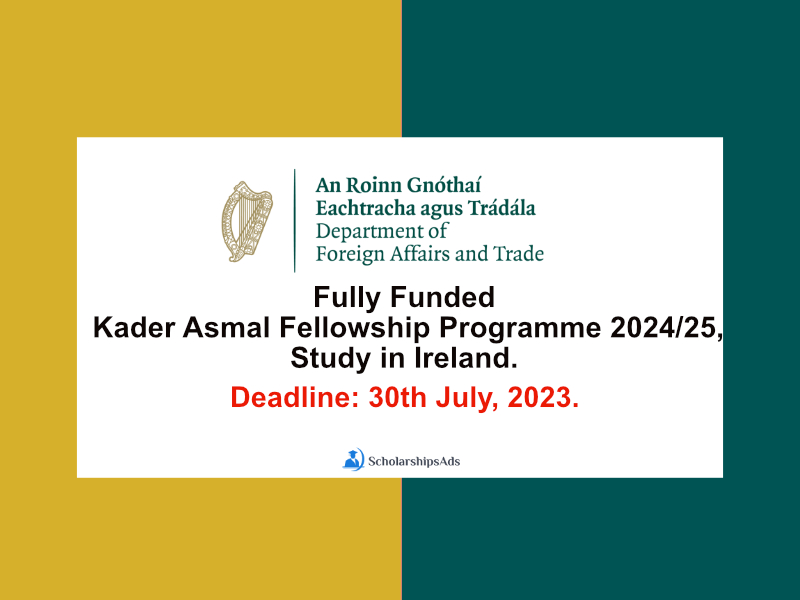 An Roinn Gnóthaí
Eachtracha agus Trádála
Department of
Foreign Affairs and Trade
Fully Funded
Kader Asmal Fellowship Programme 2024/25,
Study in Ireland.
Deadline: 30th July, 2023.
ScholarshipsAds